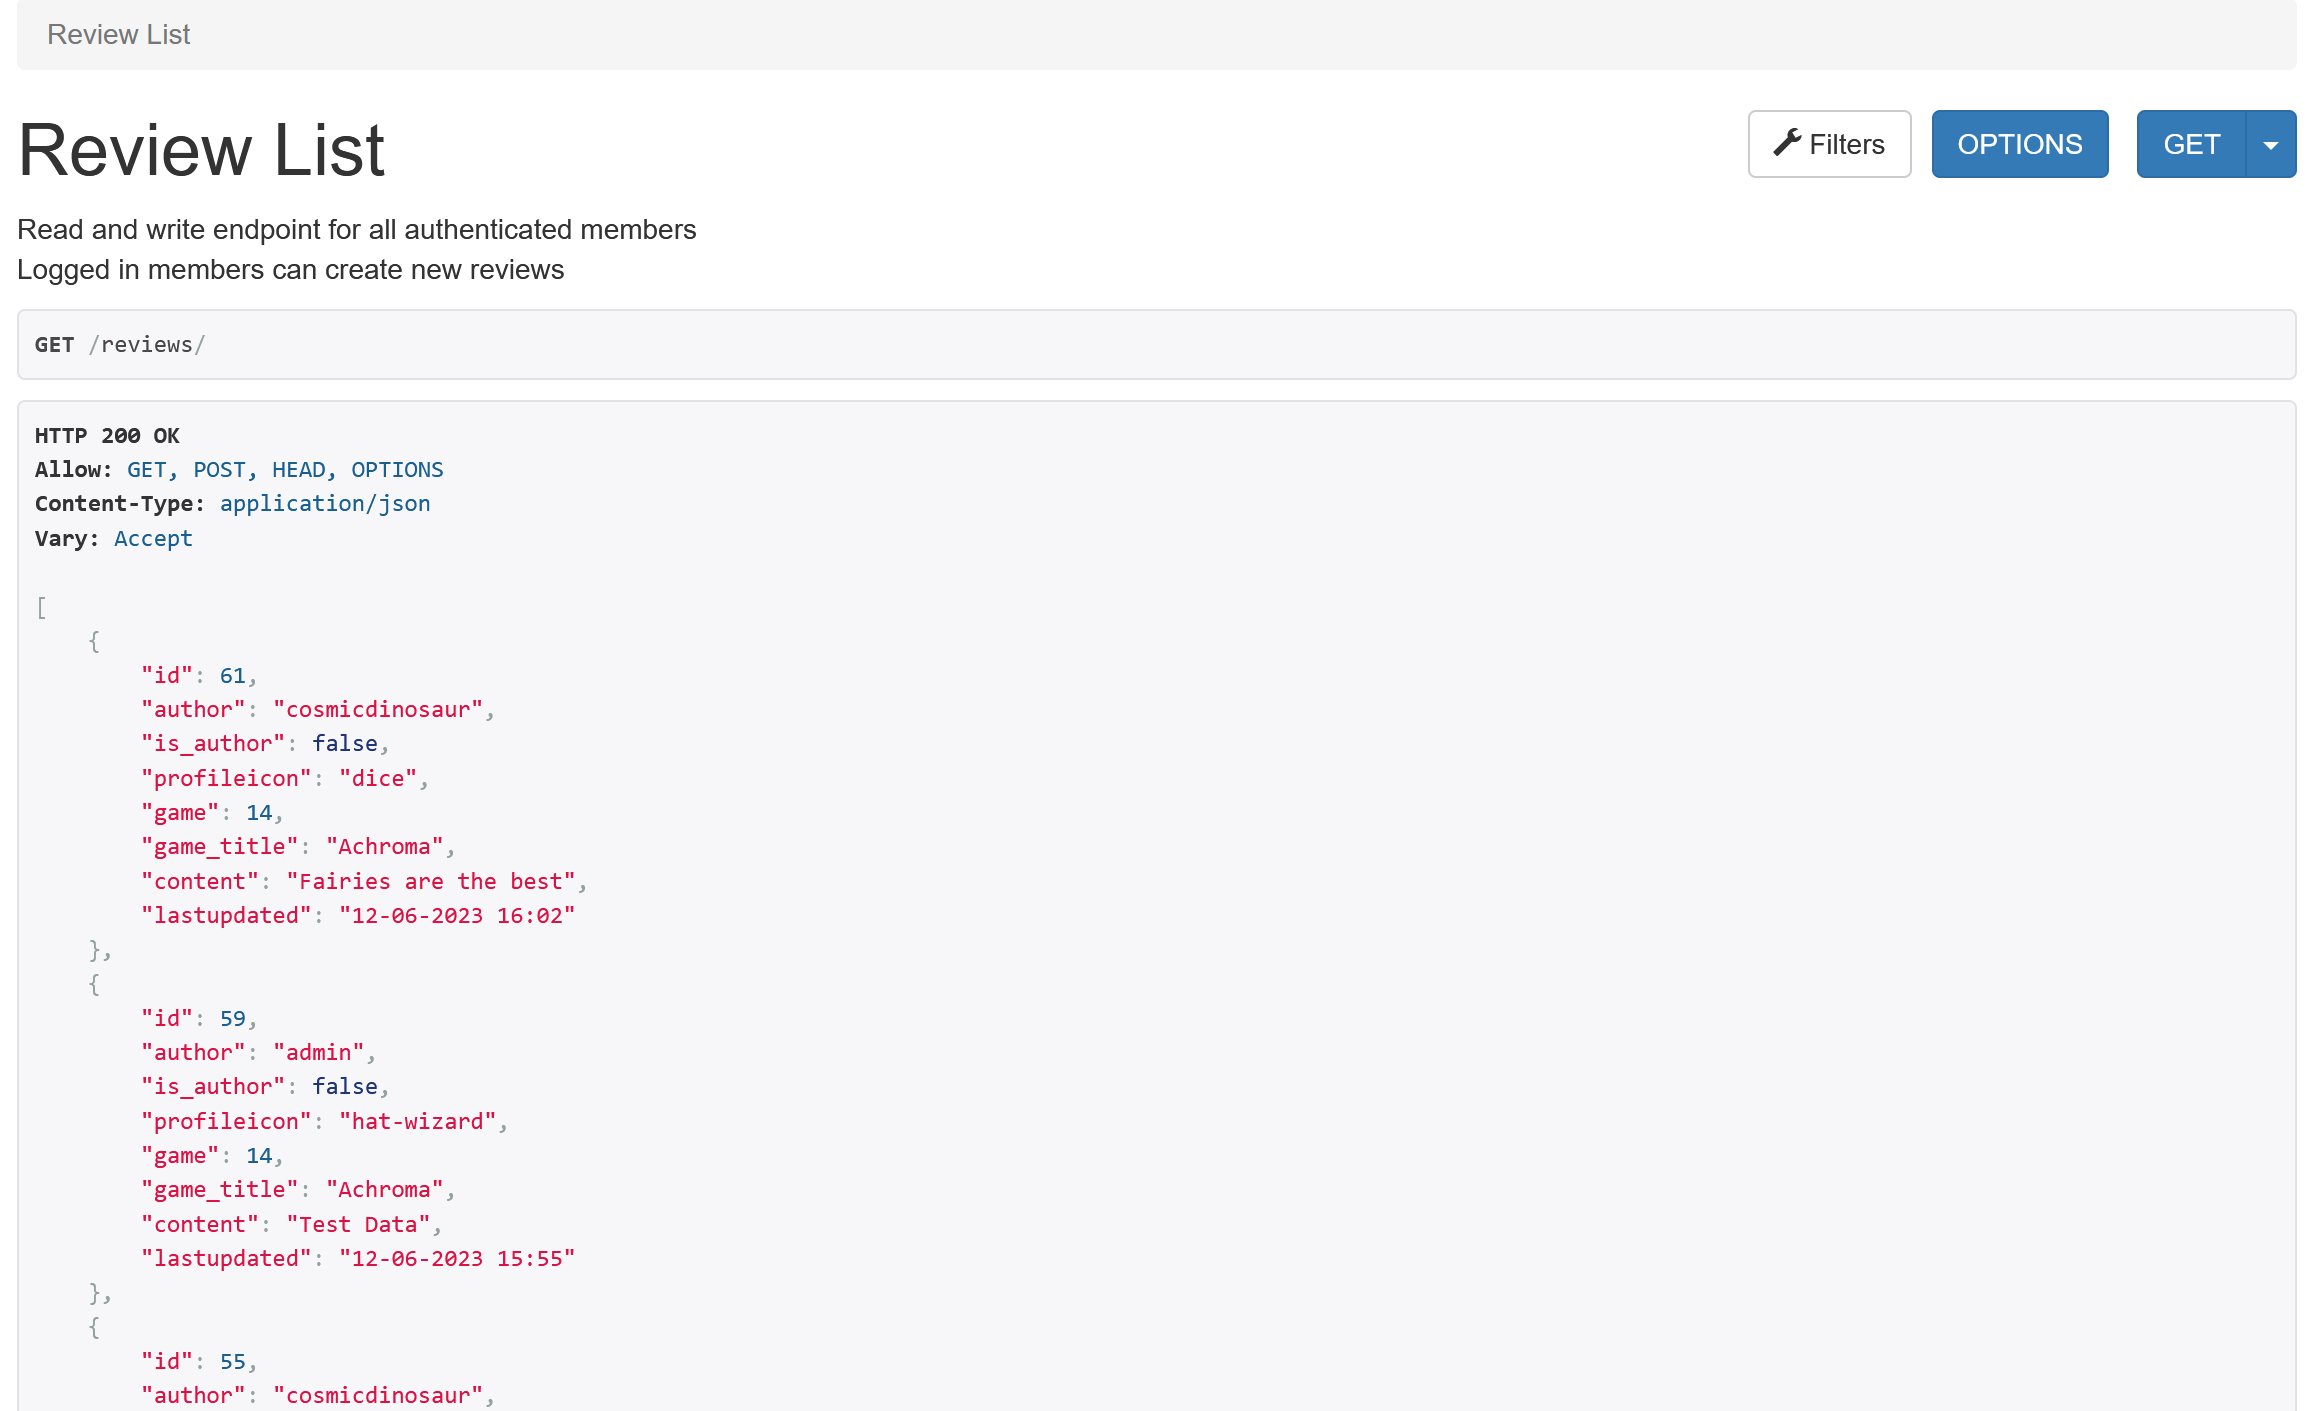 Review List
Review List
Filters
OPTIONS
GET
Read and write endpoint for all authenticated members
Logged in members can create new reviews
GET /reviews/
HTTP 200 OK
Allow: GET, POST, HEAD, OPTIONS
Content-Type: application/json
Vary: Accept
[
    {
        "id": 61,
        "author": "cosmicdinosaur",
        "is_author": false,
        "profileicon": "dice",
        "game": 14,
        "game_title": "Achroma",
        "content": "Fairies are the best",
        "lastupdated": "12-06-2023 16:02"
    },
    {
        "id": 59,
        "author": "admin",
        "is_author": false,
        "profileicon": "hat-wizard",
        "game": 14,
        "game_title": "Achroma",
        "content": "Test Data",
        "lastupdated": "12-06-2023 15:55"
    },
    {
        "id": 55,
        "author": "cosmicdinosaur",